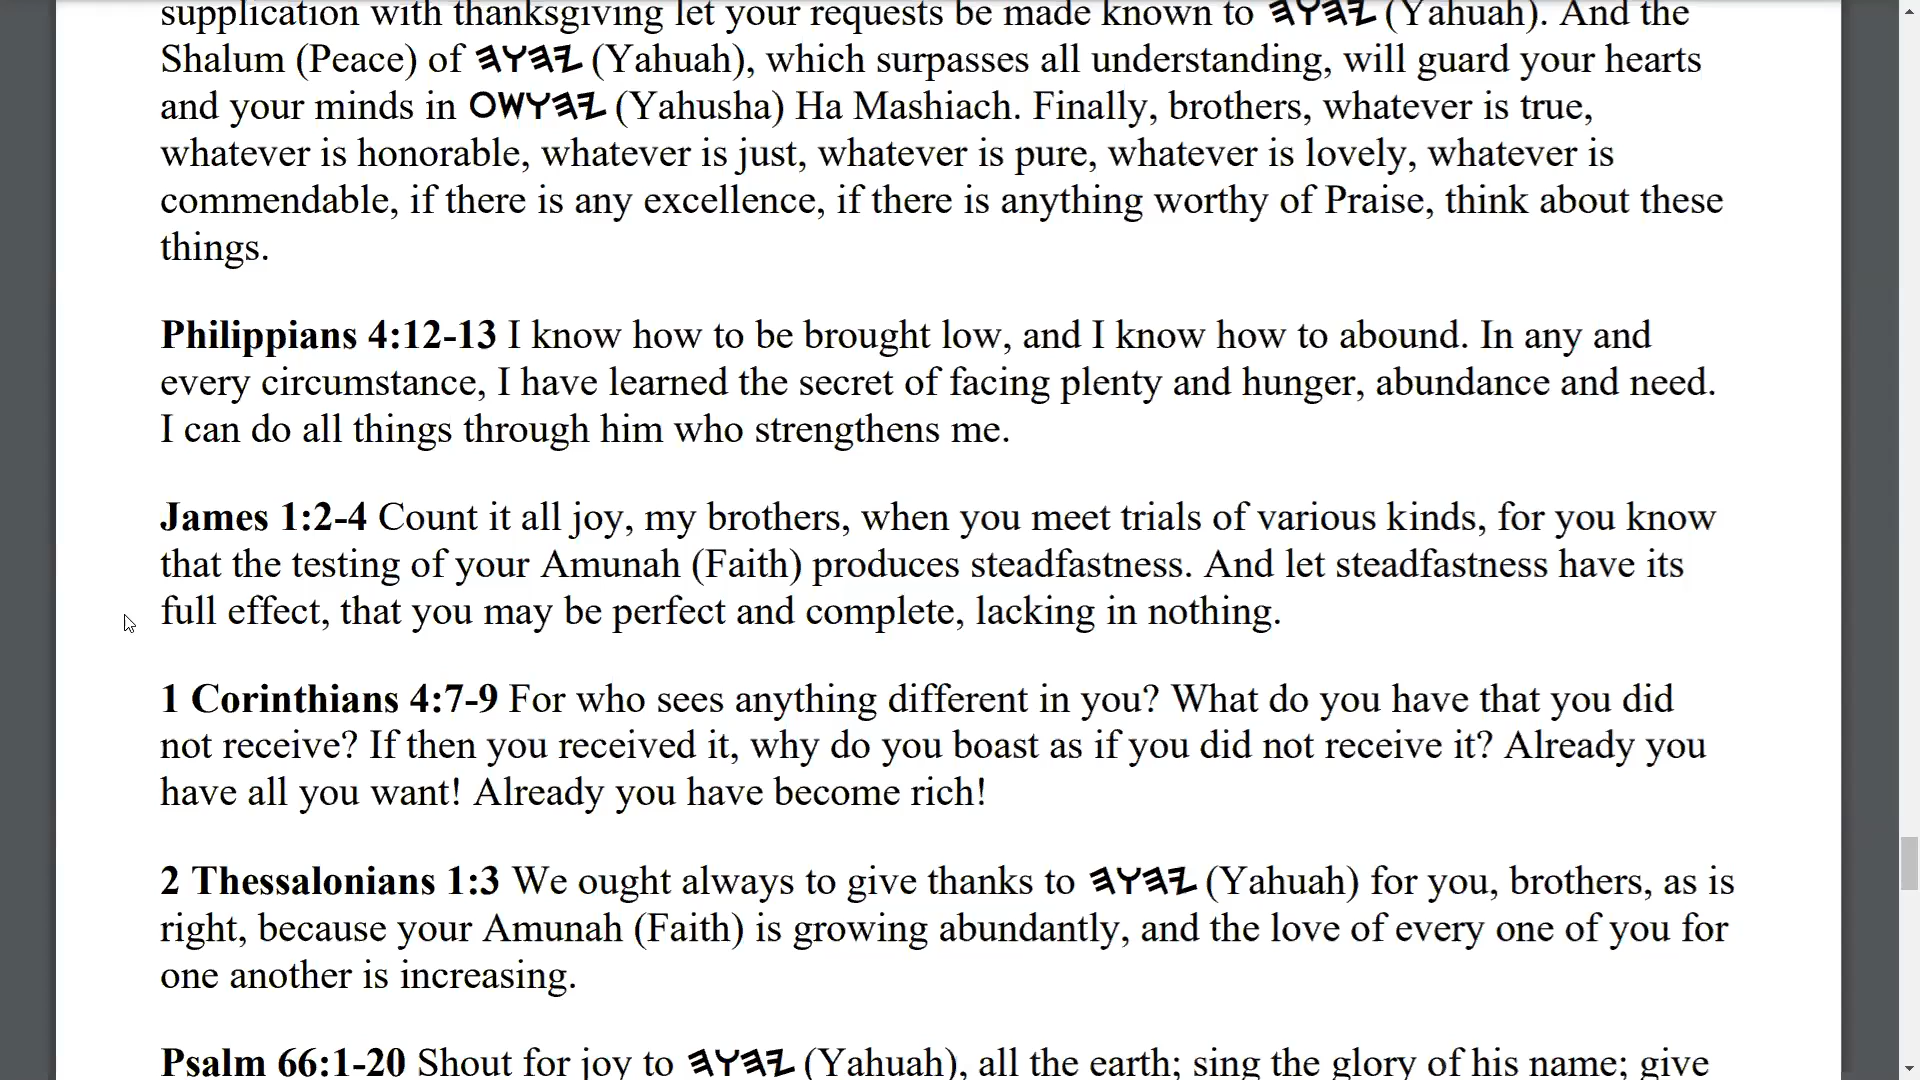 supplication with thanksgiving let your requests be made known to 𐤉𐤄𐤅𐤄 (Yahuah). And the
Shalum (Peace) of 𐤉𐤄𐤅𐤄 (Yahuah), which surpasses all understanding, will guard your hearts
and your minds in 𐤉𐤄𐤅𐤔𐤏 (Yahusha) Ha Mashiach. Finally, brothers, whatever is true,
whatever is honorable, whatever is just, whatever is pure, whatever is lovely, whatever is
commendable, if there is any excellence, if there is anything worthy of Praise, think about these
things.
Philippians 4:12-13 I know how to be brought low, and I know how to abound. In any and
every circumstance, I have learned the secret of facing plenty and hunger, abundance and need.
I can do all things through him who strengthens me.
James 1:2-4 Count it all joy, my brothers, when you meet trials of various kinds, for you know
that the testing of your Amunah (Faith) produces steadfastness. And let steadfastness have its
full effect, that you may be perfect and complete, lacking in nothing.
1 Corinthians 4:7-9 For who sees anything different in you? What do you have that you did
not receive? If then you received it, why do you boast as if you did not receive it? Already you
have all you want! Already you have become rich!
2 Thessalonians 1:3 We ought always to give thanks to 𐤉𐤄𐤅𐤄 (Yahuah) for you, brothers, as is
right, because your Amunah (Faith) is growing abundantly, and the love of every one of you for
one another is increasing.
Psalm 66:1-20 Shout for joy to 𐤉𐤄𐤅𐤄 (Yahuah), all the earth; sing the glory of his name; give